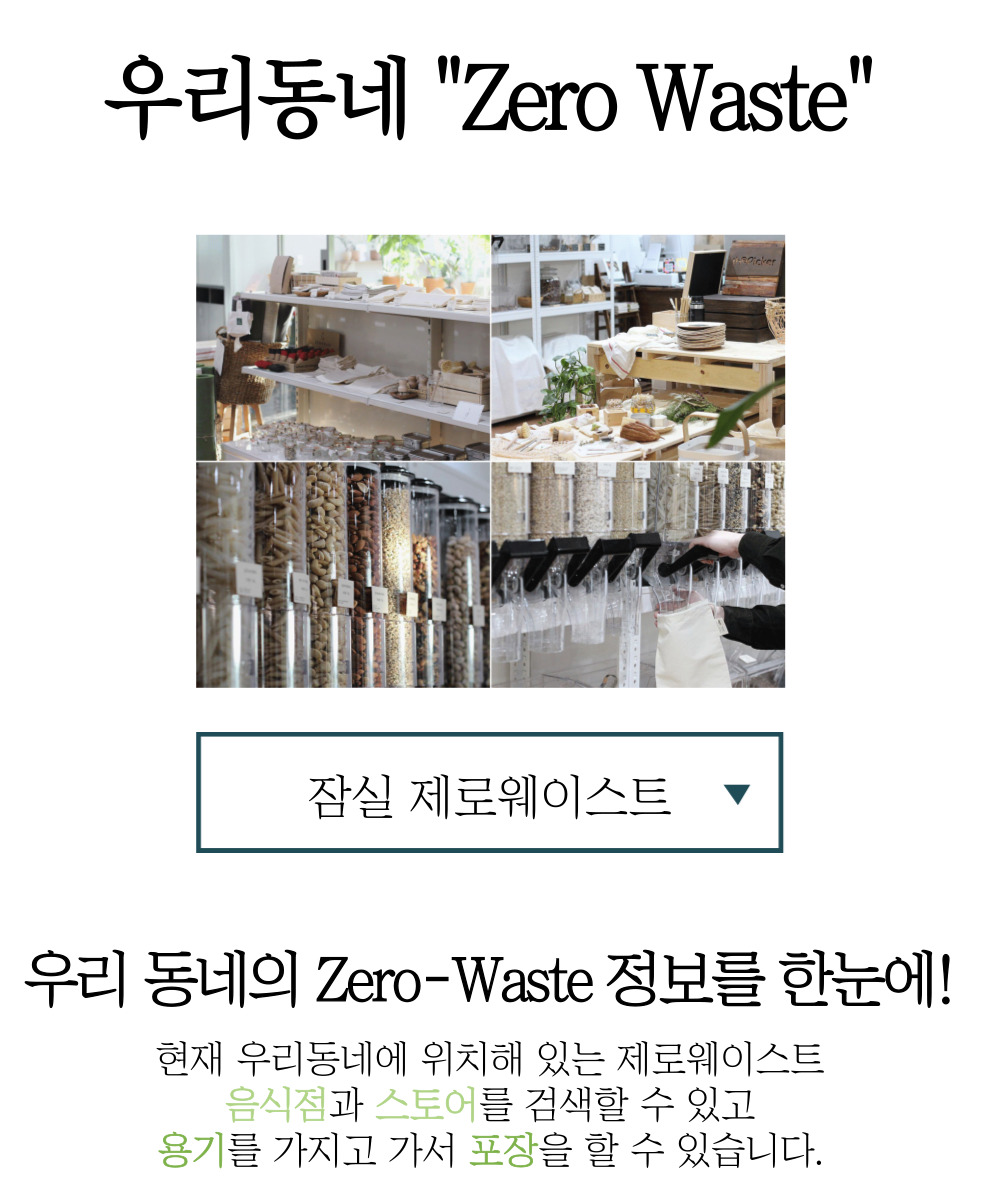 우리동네 "Zero Waste"
잠실 제로웨이스트
우리 동네의 Zero-Waste 정보를 한눈에!
현재 우리동네에 위치해 있는 제로웨이스트
음식점과 스토어를 검색할 수 있고
용기를 가지고 가서 포장을 할 수 있습니다.